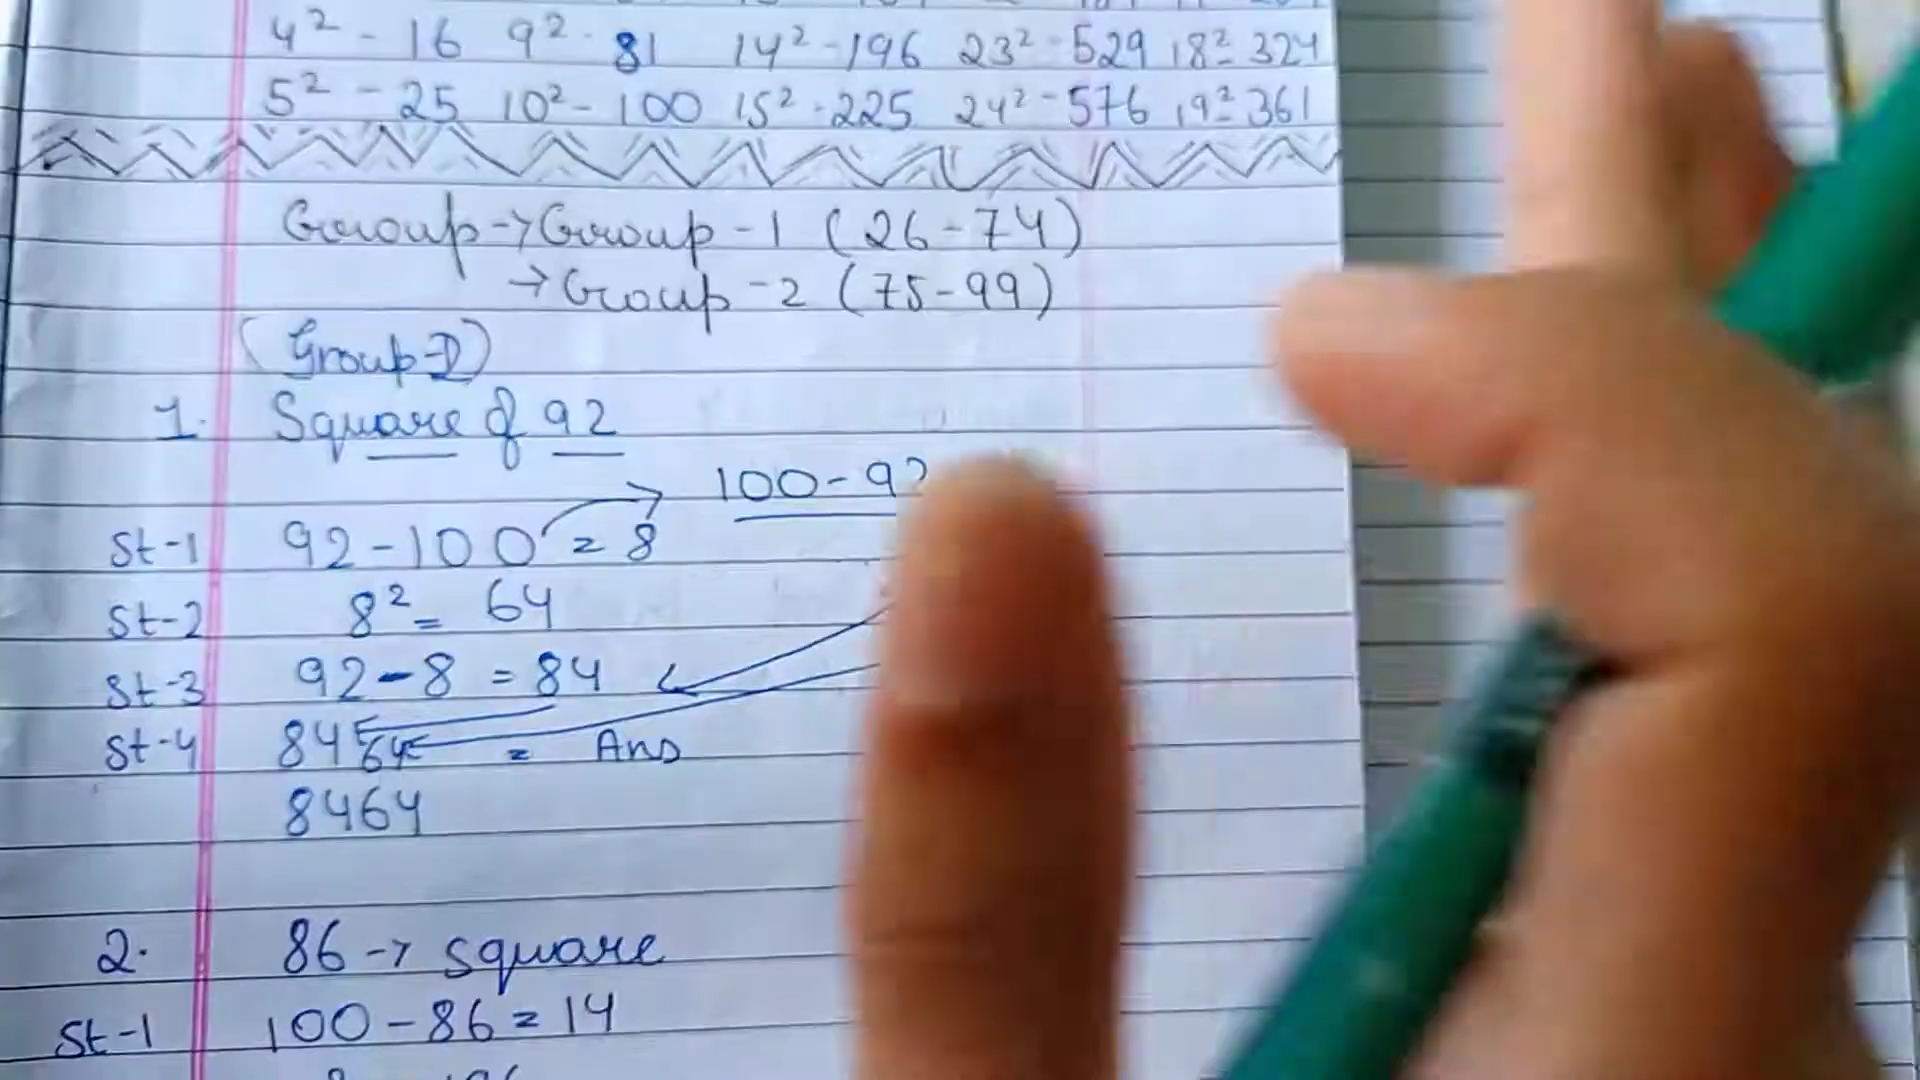 4² - 16 9² - 81 14² - 196 23² - 529 18² - 324
5² - 25 10² - 100 15² - 225 24² - 576 19² - 361
Group → Group - 1 (26 - 74)
→ Group - 2 (75 - 99)
(Group-2)
1. Square of 92
100 - 92
St-1 92 - 100 = 8
St-2 8² = 64
St-3 92 - 8 = 84
St-4 84 64 = Ans
8464
2. 86 → square
St-1 100 - 86 = 14